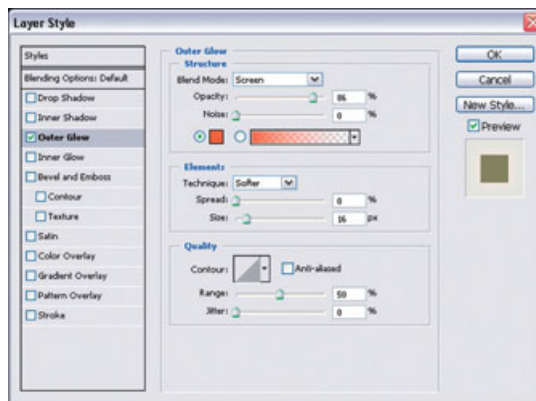 Layer Style
Styles
Blending Options: Default
Drop Shadow
Inner Shadow
Outer Glow
Inner Glow
Bevel and Emboss
Contour
Texture
Satin
Color Overlay
Gradient Overlay
Pattern Overlay
Stroke
Outer Glow
Structure
Blend Mode: Screen
Opacity: 86 %
Noise: 0 %
Elements
Technique: Softer
Spread: 0 %
Size: 16 px
Quality
Contour: Anti-aliased
Range: 50 %
Jitter: 0 %
OK
Cancel
New Style...
Preview